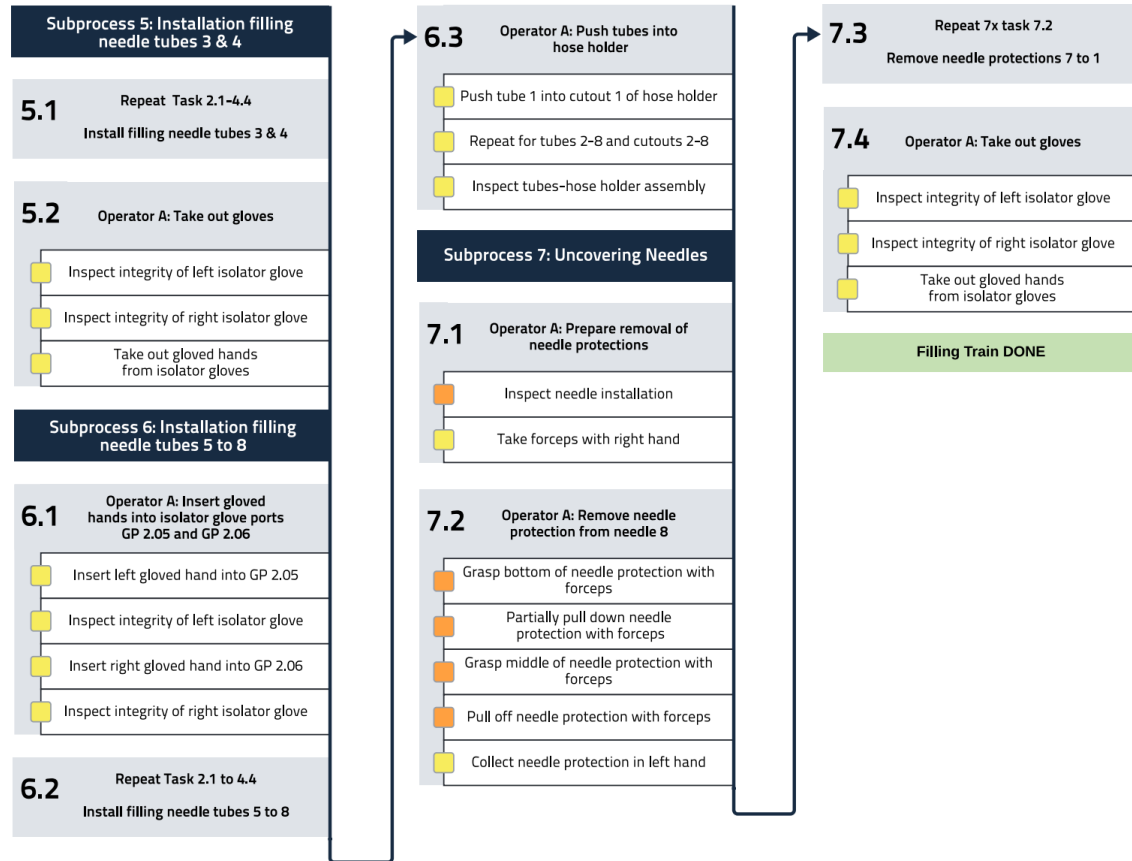 Subprocess 5: Installation filling
needle tubes 3 & 4
5.1
Repeat Task 2.1-4.4
Install filling needle tubes 3 & 4
5.2
Operator A: Take out gloves
Inspect integrity of left isolator glove
Inspect integrity of right isolator glove
Take out gloved hands
from isolator gloves
Subprocess 6: Installation filling
needle tubes 5 to 8
6.1
Operator A: Insert gloved
hands into isolator glove ports
GP 2.05 and GP 2.06
Insert left gloved hand into GP 2.05
Inspect integrity of left isolator glove
Insert right gloved hand into GP 2.06
Inspect integrity of right isolator glove
6.2
Repeat Task 2.1 to 4.4
Install filling needle tubes 5 to 8
6.3
Operator A: Push tubes into
hose holder
Push tube 1 into cutout 1 of hose holder
Repeat for tubes 2-8 and cutouts 2-8
Inspect tubes-hose holder assembly
Subprocess 7: Uncovering Needles
7.1
Operator A: Prepare removal of
needle protections
Inspect needle installation
Take forceps with right hand
7.2
Operator A: Remove needle
protection from needle 8
Grasp bottom of needle protection with
forceps
Partially pull down needle
protection with forceps
Grasp middle of needle protection with
forceps
Pull off needle protection with forceps
Collect needle protection in left hand
7.3
Repeat 7x task 7.2
Remove needle protections 7 to 1
7.4
Operator A: Take out gloves
Inspect integrity of left isolator glove
Inspect integrity of right isolator glove
Take out gloved hands
from isolator gloves
Filling Train DONE